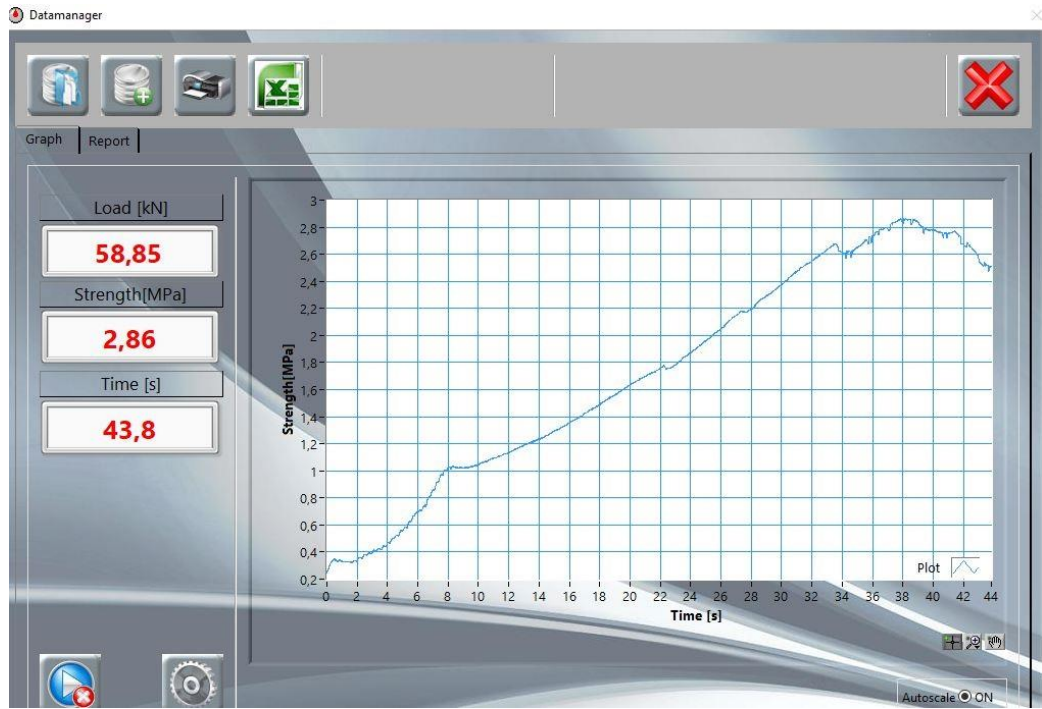 Datamanager
Graph
Report
Load [kN]
58,85
Strength[MPa]
2,86
Time [s]
43,8
Strength[MPa]
3
2,8
2,6
2,4
2,2
2
1,8
1,6
1,4
1,2
1
0,8
0,6
0,4
0,2
Plot
0 2 4 6 8 10 12 14 16 18 20 22 24 26 28 30 32 34 36 38 40 42 44
Time [s]
Autoscale ON